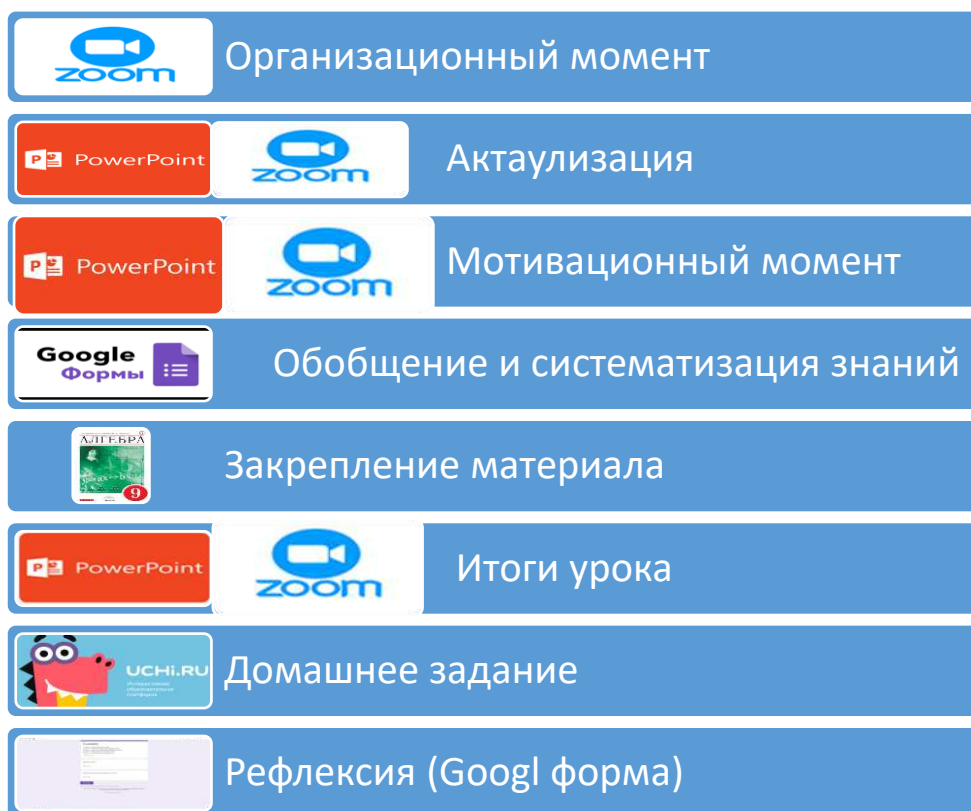 zoom Организационный момент
PowerPoint zoom Актаулизация
PowerPoint zoom Мотивационный момент
Google Формы Обобщение и систематизация знаний
АЛГЕБРА 9 Закрепление материала
PowerPoint zoom Итоги урока
UCHi.RU Домашнее задание
Рефлексия (Googl форма)